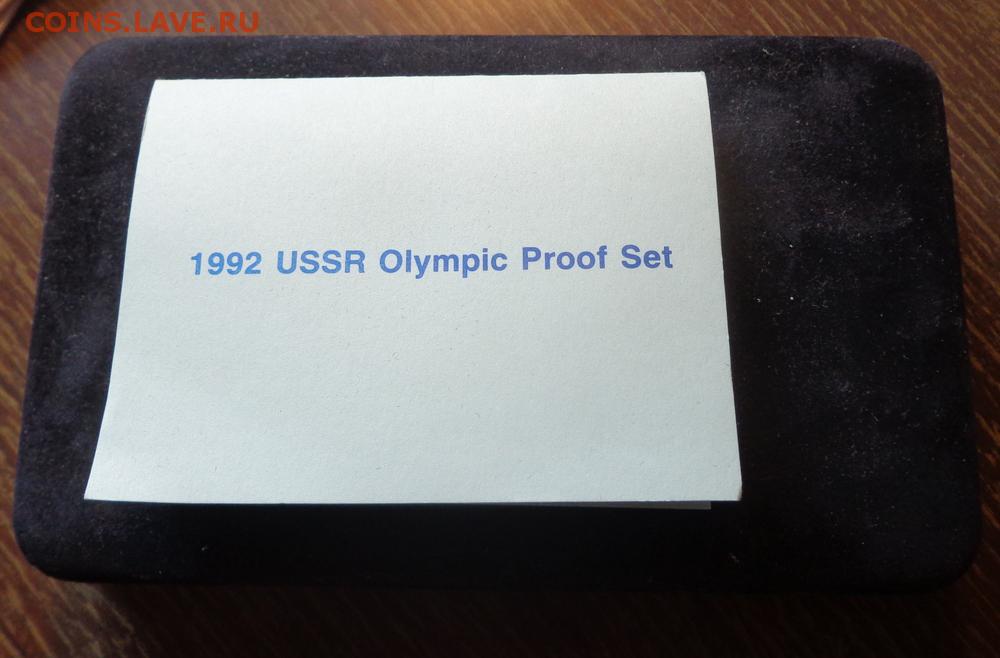 COINS.LAVE.RU
1992 USSR Olympic Proof Set